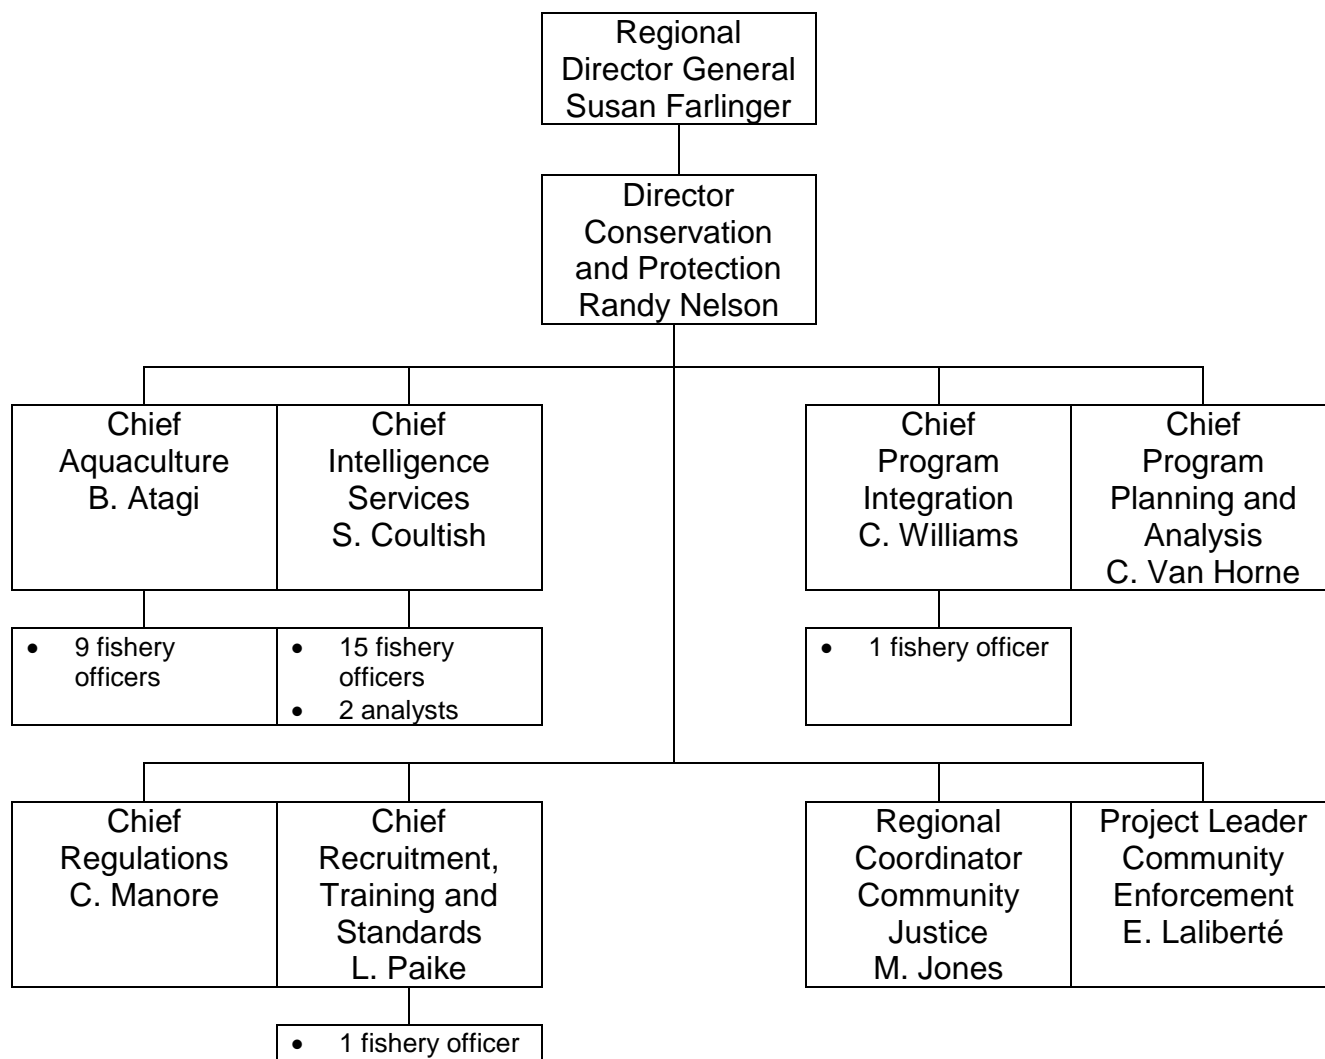 Regional
Director General
Susan Farlinger
Director
Conservation
and Protection
Randy Nelson
Chief
Aquaculture
B. Atagi
Chief
Intelligence
Services
S. Coultish
Chief
Program
Integration
C. Williams
Chief
Program
Planning and
Analysis
C. Van Horne
• 9 fishery
officers
• 15 fishery
officers
• 2 analysts
• 1 fishery officer
Chief
Regulations
C. Manore
Chief
Recruitment,
Training and
Standards
L. Paike
Regional
Coordinator
Community
Justice
M. Jones
Project Leader
Community
Enforcement
E. Laliberté
• 1 fishery officer